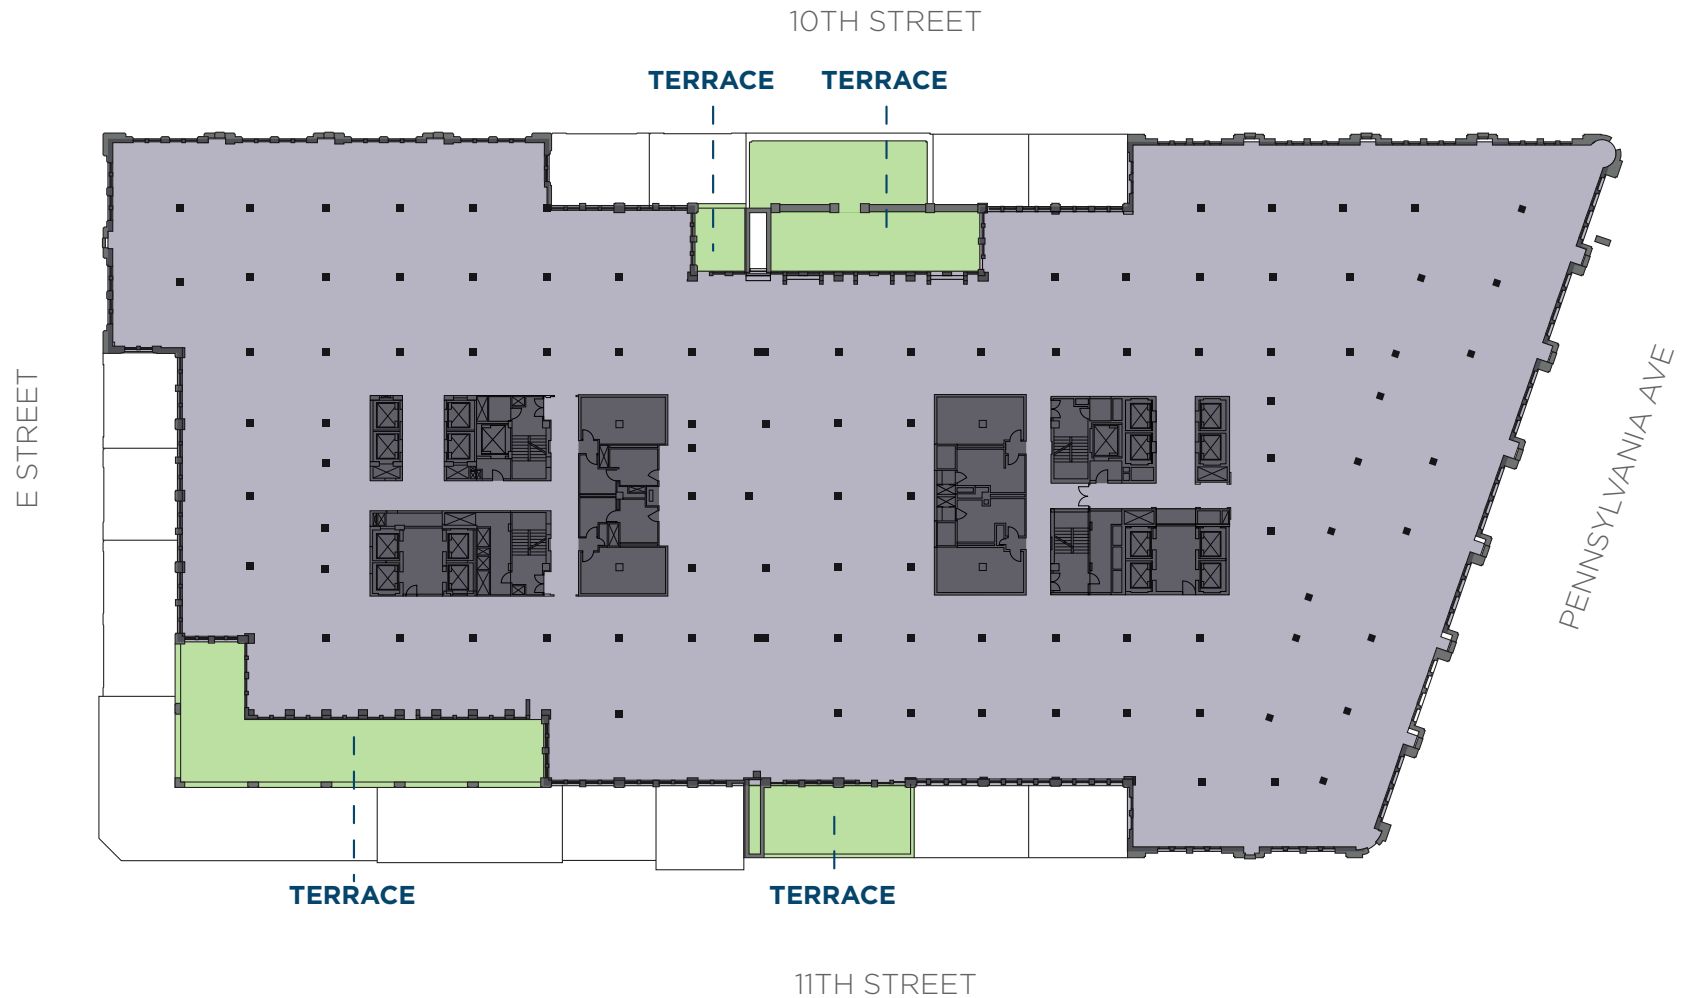 10TH STREET
TERRACE TERRACE
E STREET
PENNSYLVANIA AVE
TERRACE TERRACE
11TH STREET